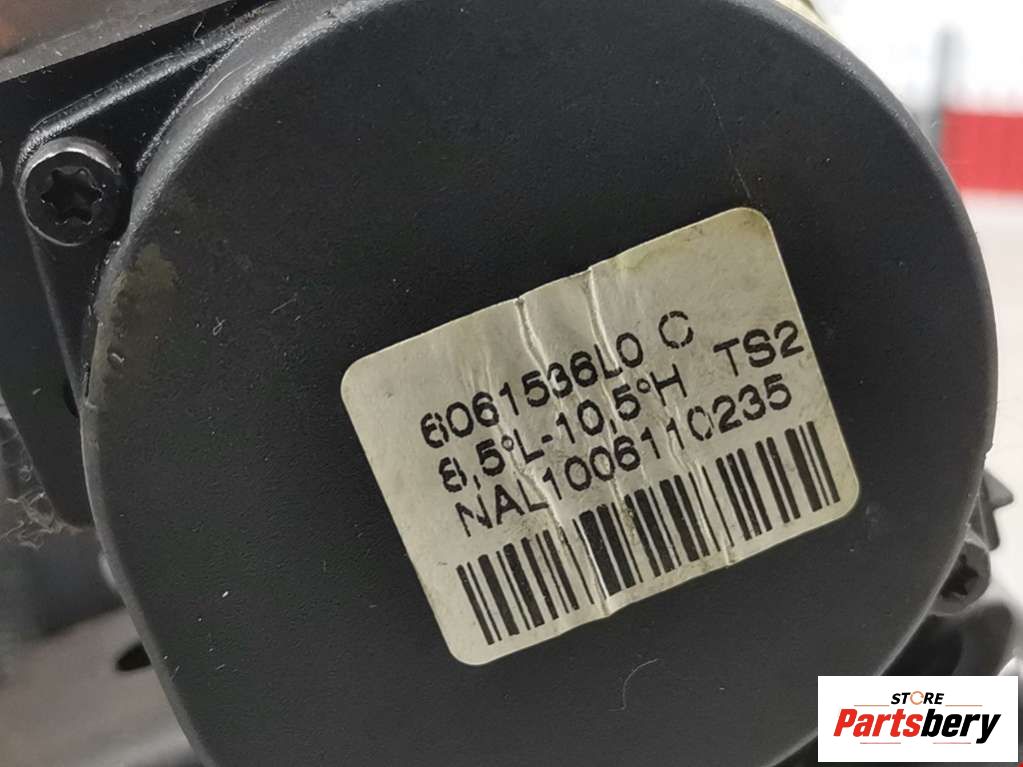 6061536L0 C
8,5°L-10,5°H TS2
NAL1006110235
STORE
Partsbery